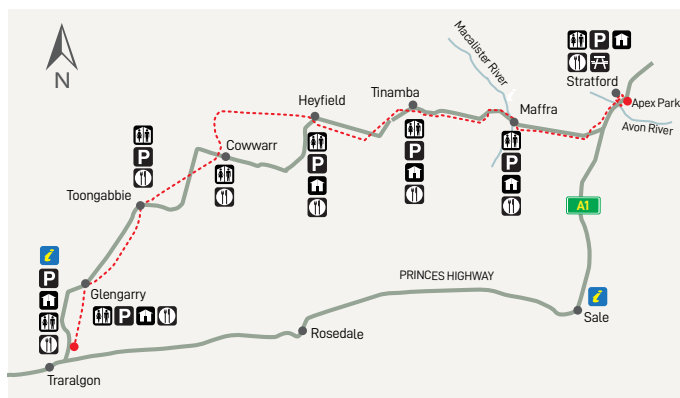 N
Macalister River
Stratford
Apex Park
Avon River
Tinamba
Heyfield
Maffra
P
P
Cowwarr
P
P
P
Toongabbie
A1
i
P
Glengarry
P
PRINCES HIGHWAY
i
Sale
Rosedale
Traralgon
P